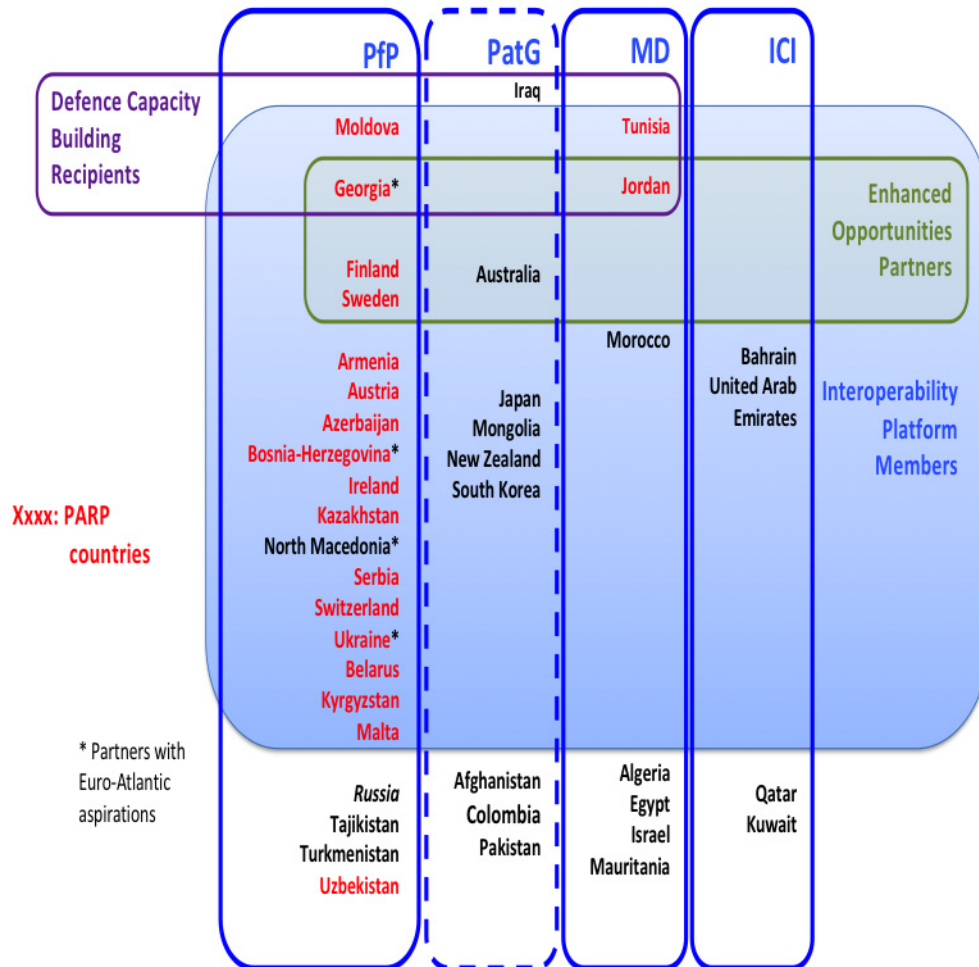 PfP
PatG
MD
ICI
Defence Capacity
Building
Recipients
Iraq
Moldova
Tunisia
Georgia*
Jordan
Enhanced
Opportunities
Partners
Finland
Sweden
Australia
Morocco
Armenia
Austria
Azerbaijan
Bosnia-Herzegovina*
Ireland
Kazakhstan
North Macedonia*
Serbia
Switzerland
Ukraine*
Belarus
Kyrgyzstan
Malta
Japan
Mongolia
New Zealand
South Korea
Bahrain
United Arab
Emirates
Interoperability
Platform
Members
Xxxx: PARP
countries
* Partners with
Euro-Atlantic
aspirations
Russia
Tajikistan
Turkmenistan
Uzbekistan
Afghanistan
Colombia
Pakistan
Algeria
Egypt
Israel
Mauritania
Qatar
Kuwait